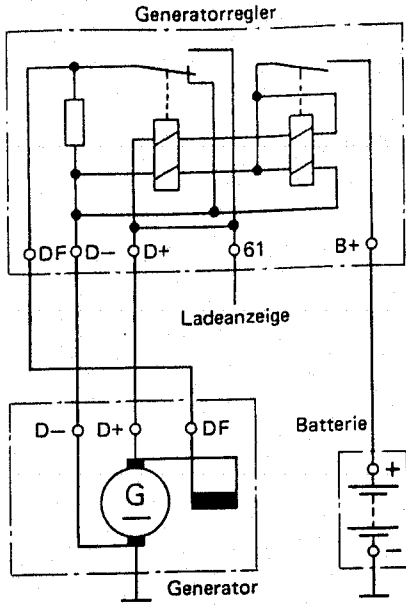 Generatorregler
DF D− D+ 61 B+
Ladeanzeige
D− D+ DF
Batterie
+
G
−
Generator